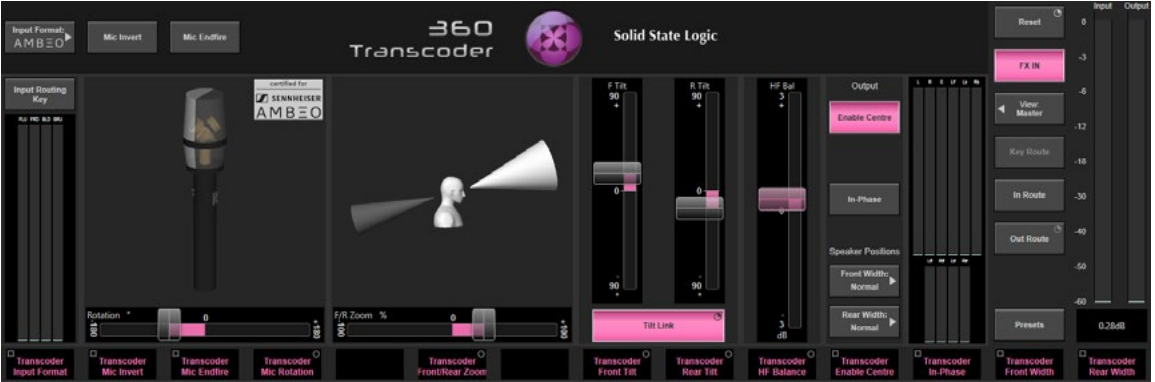 Input Format:
AMBEO
Mic Invert
Mic Endfire
360
Transcoder
Solid State Logic
Reset
Input Output
0
-3
-6
-12
-18
-30
-40
-50
-60
0.28dB
FX IN
View:
Master
Key Route
In Route
Out Route
Presets
Input Routing
Key
FLU FRD BLD BRU
certified for
SENNHEISER
AMBEO
Rotation °
0
-180
+180
F/R Zoom %
0
-100
+100
F Tilt
90
+
0
-
90
°
R Tilt
90
+
0
-
90
°
Tilt Link
HF Bal
3
+
0
-
3
dB
Output
Enable Centre
In-Phase
Speaker Positions
Front Width:
Normal
Rear Width:
Normal
Transcoder
Input Format
Transcoder
Mic Invert
Transcoder
Mic Endfire
Transcoder
Mic Rotation
Transcoder
Front/Rear Zoom
Transcoder
Front Tilt
Transcoder
Rear Tilt
Transcoder
HF Balance
Transcoder
Enable Centre
Transcoder
In-Phase
Transcoder
Front Width
Transcoder
Rear Width